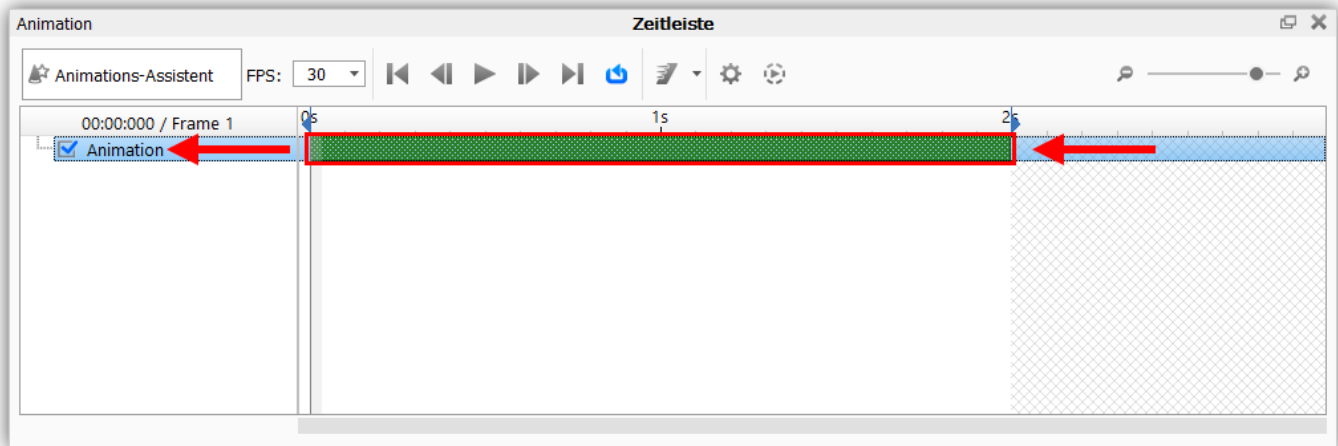 Animation Zeitleiste
Animations-Assistent FPS: 30
00:00:000 / Frame 1 0s 1s 2s
Animation